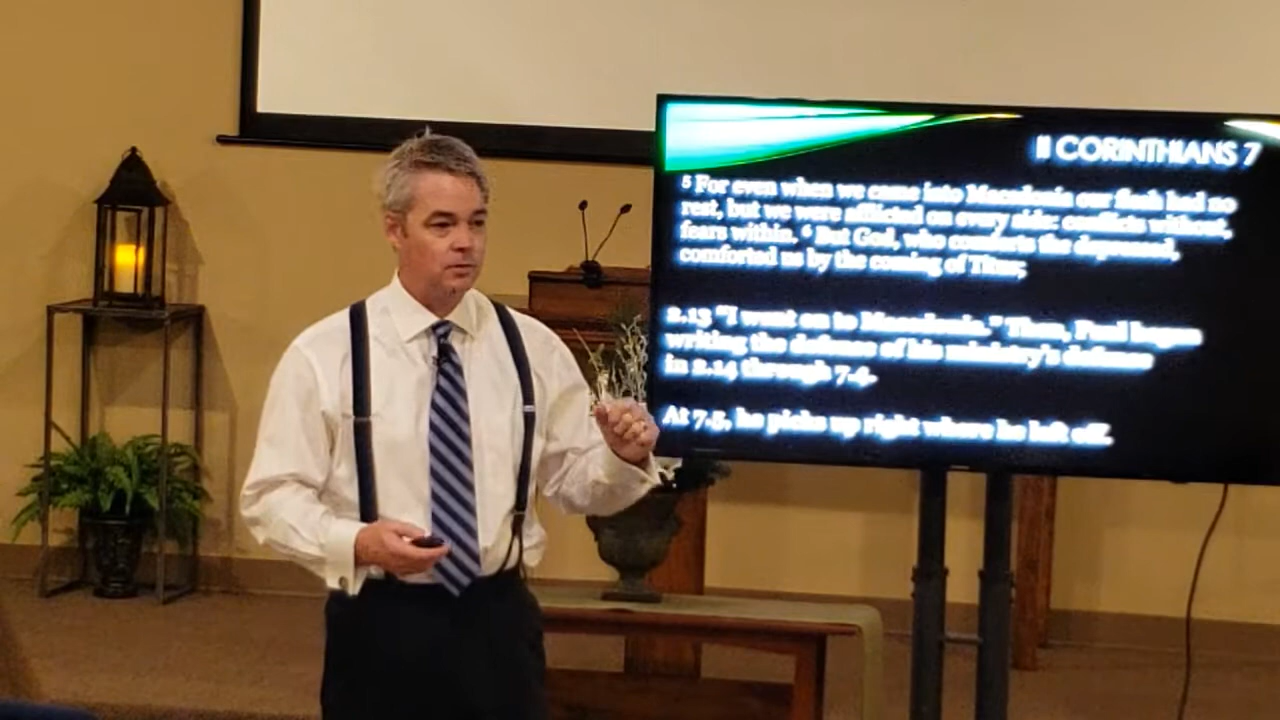 II CORINTHIANS 7
⁵ For even when we came into Macedonia our flesh had no
rest, but we were afflicted on every side: conflicts without,
fears within. ⁶ But God, who comforts the depressed,
comforted us by the coming of Titus;
2.13 "I went on to Macedonia." Then, Paul began
writing the defense of his ministry's defense
in 2.14 through 7.4.
At 7.5, he picks up right where he left off.